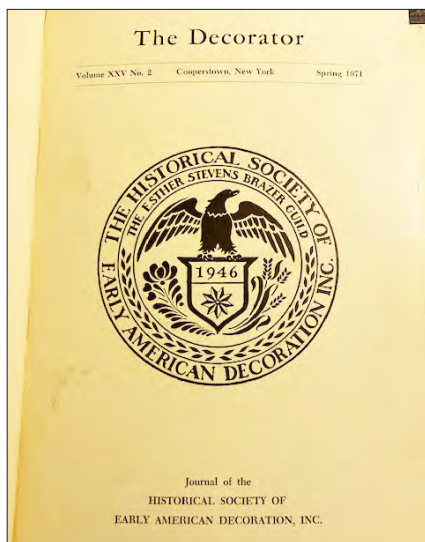 The Decorator
Volume XXV No. 2 Cooperstown, New York Spring 1971
THE HISTORICAL SOCIETY OF
EARLY AMERICAN DECORATION INC.
THE ESTHER STEVENS BRAZER GUILD
1946
Journal of the
HISTORICAL SOCIETY OF
EARLY AMERICAN DECORATION, INC.